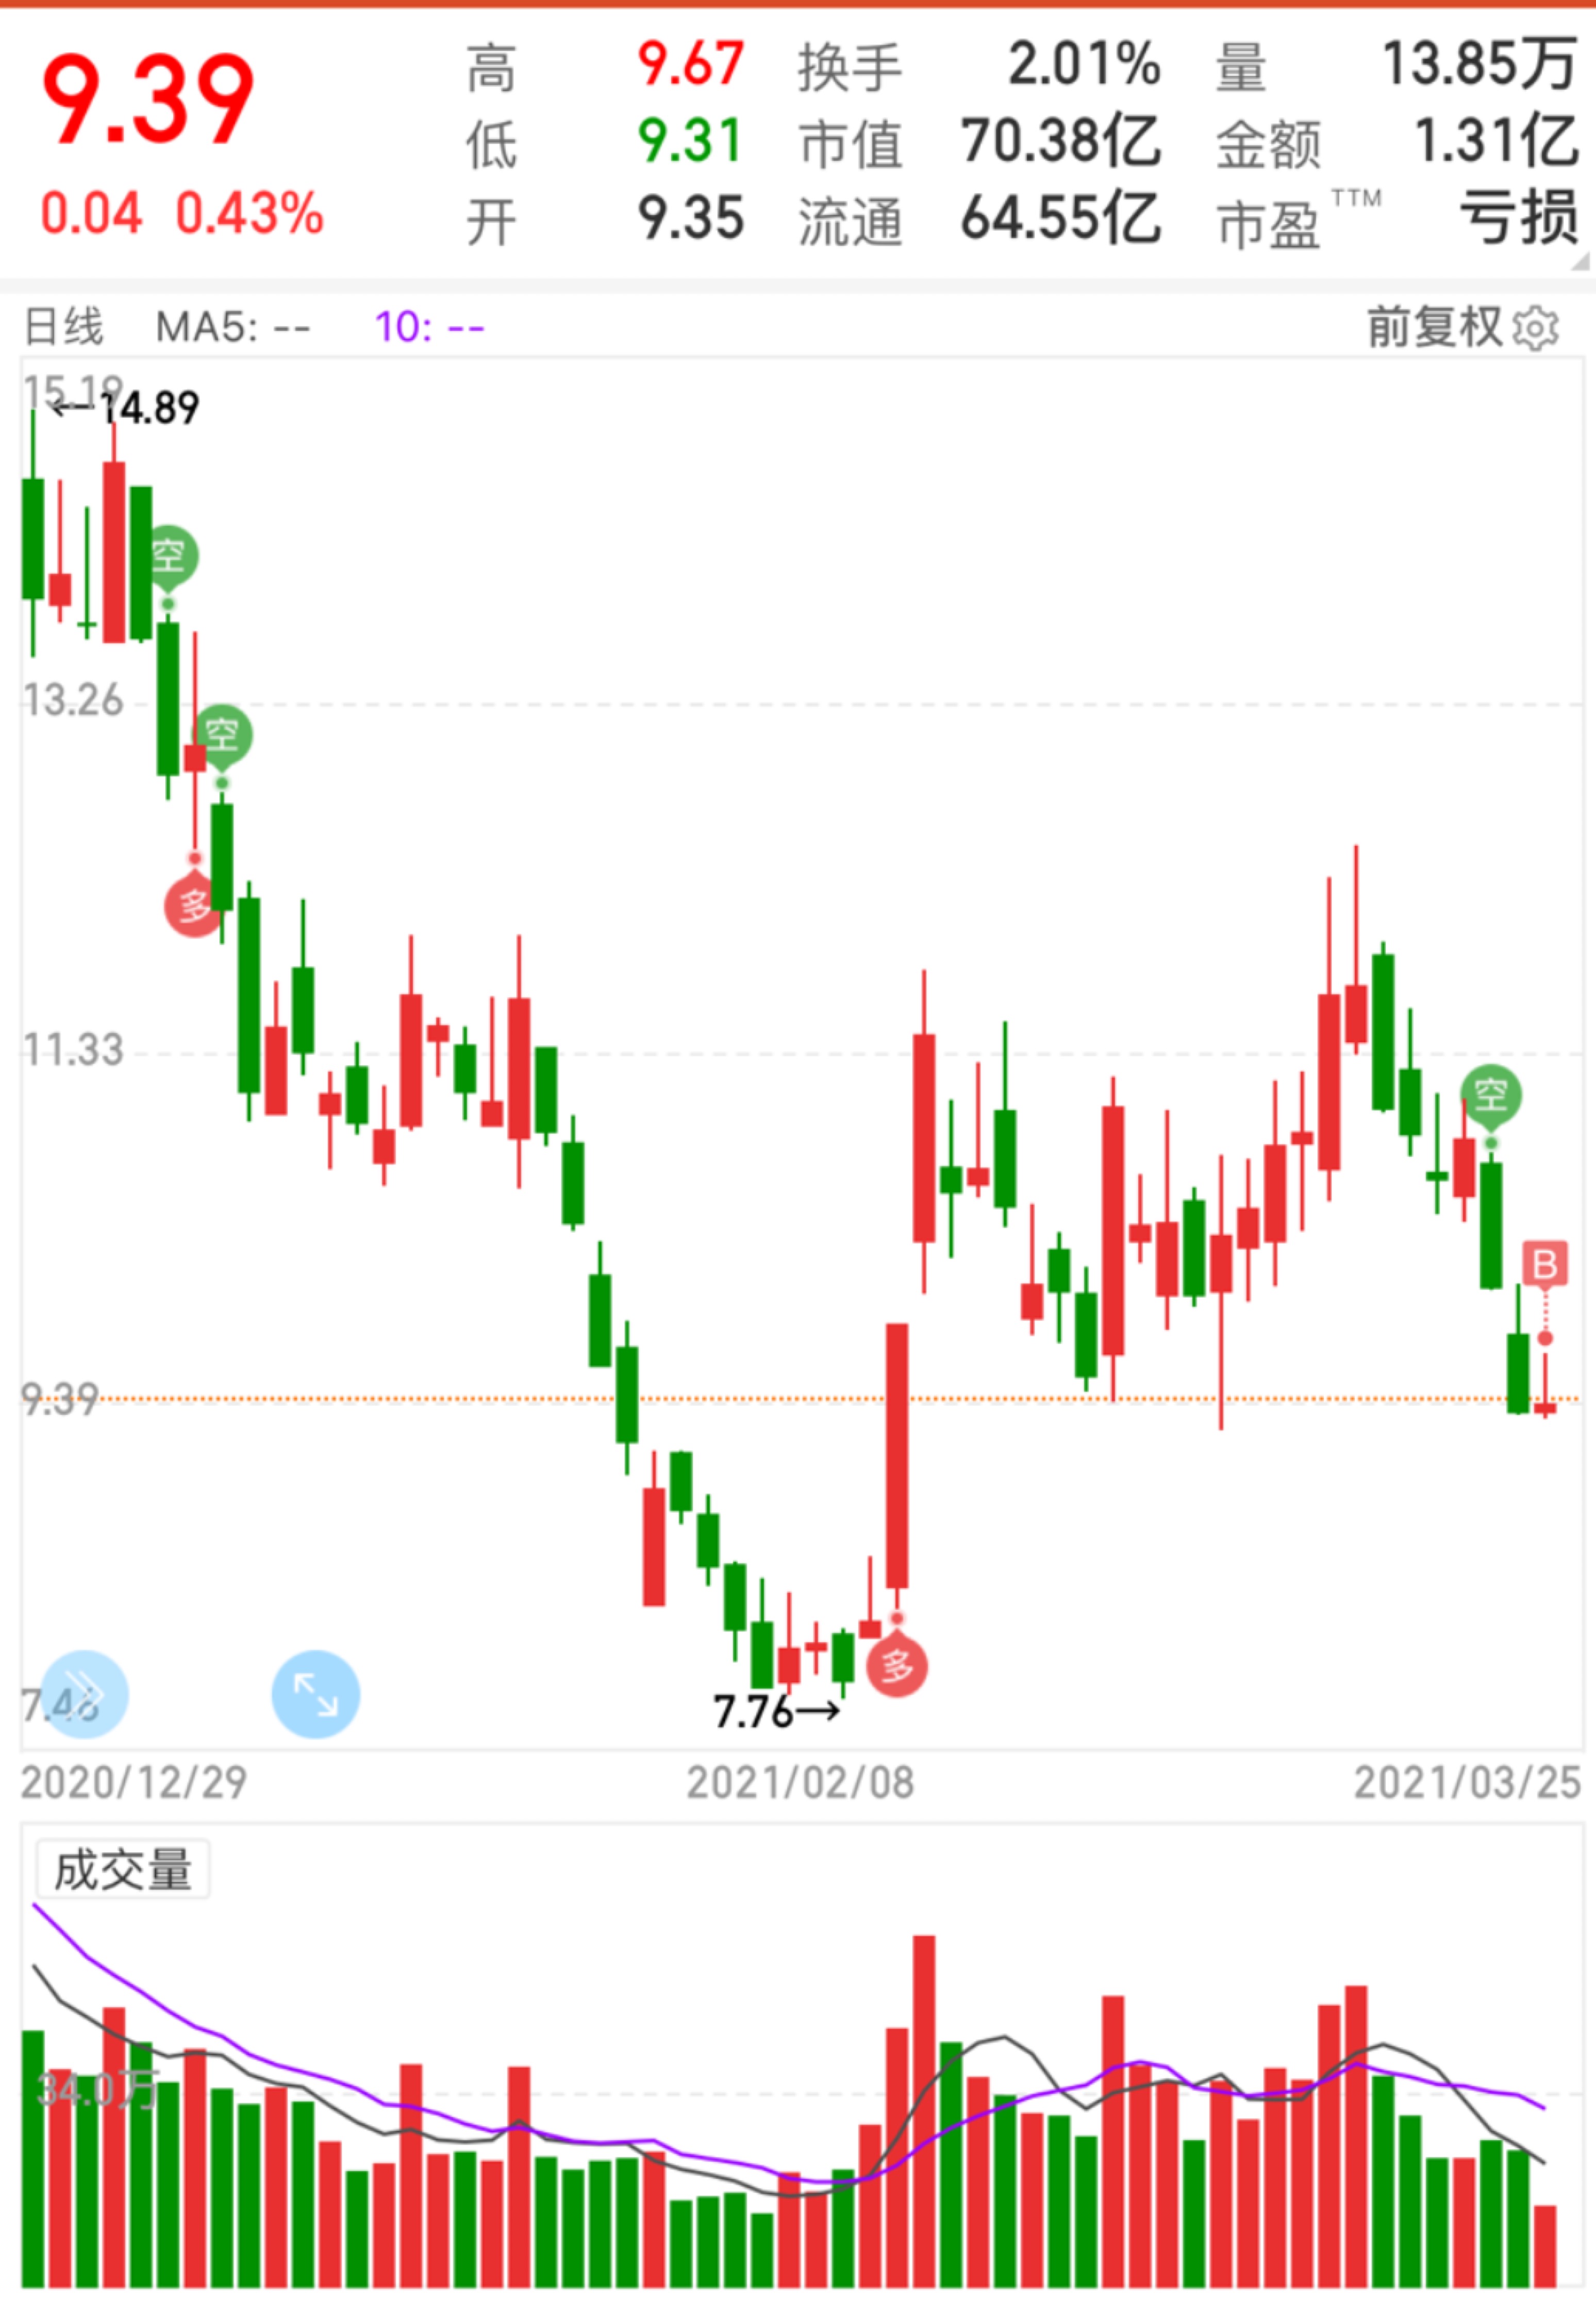 9.39 高 9.67 换手 2.01% 量 13.85万
低 9.31 市值 70.38亿 金额 1.31亿
0.04 0.43% 开 9.35 流通 64.55亿 市盈TTM 亏损
日线 MA5: -- 10: -- 前复权
15.19
←14.89
空
13.26
空
多
11.33
空
B
9.39
多
7.46
7.76→
2020/12/29 2021/02/08 2021/03/25
成交量
34.0万